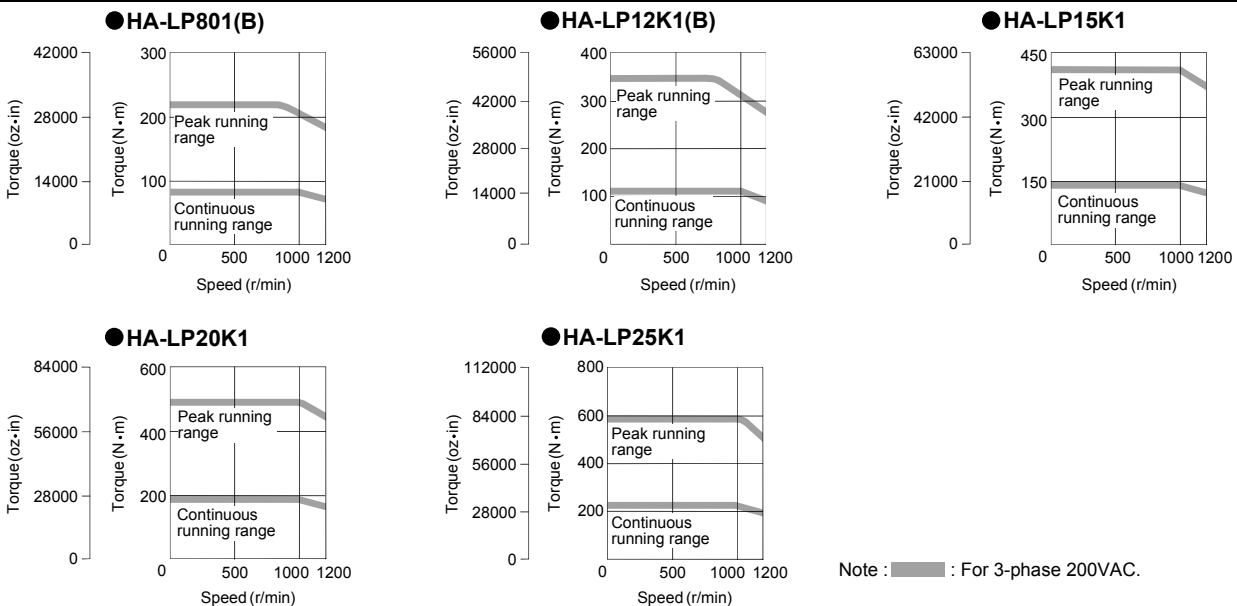 ●HA-LP801(B)
42000
28000
14000
0
Torque (oz•in)
300
200
100
Torque (N•m)
Peak running
range
Continuous
running range
0 500 1000 1200
Speed (r/min)
●HA-LP12K1(B)
56000
42000
28000
14000
0
Torque (oz•in)
400
300
200
100
Torque (N•m)
Peak running
range
Continuous
running range
0 500 1000 1200
Speed (r/min)
●HA-LP15K1
63000
42000
21000
0
Torque (oz•in)
450
300
150
Torque (N•m)
Peak running
range
Continuous
running range
0 500 1000 1200
Speed (r/min)
●HA-LP20K1
84000
56000
28000
0
Torque (oz•in)
600
400
200
Torque (N•m)
Peak running
range
Continuous
running range
0 500 1000 1200
Speed (r/min)
●HA-LP25K1
112000
84000
56000
28000
0
Torque (oz•in)
800
600
400
200
Torque (N•m)
Peak running
range
Continuous
running range
0 500 1000 1200
Speed (r/min)
Note : : For 3-phase 200VAC.